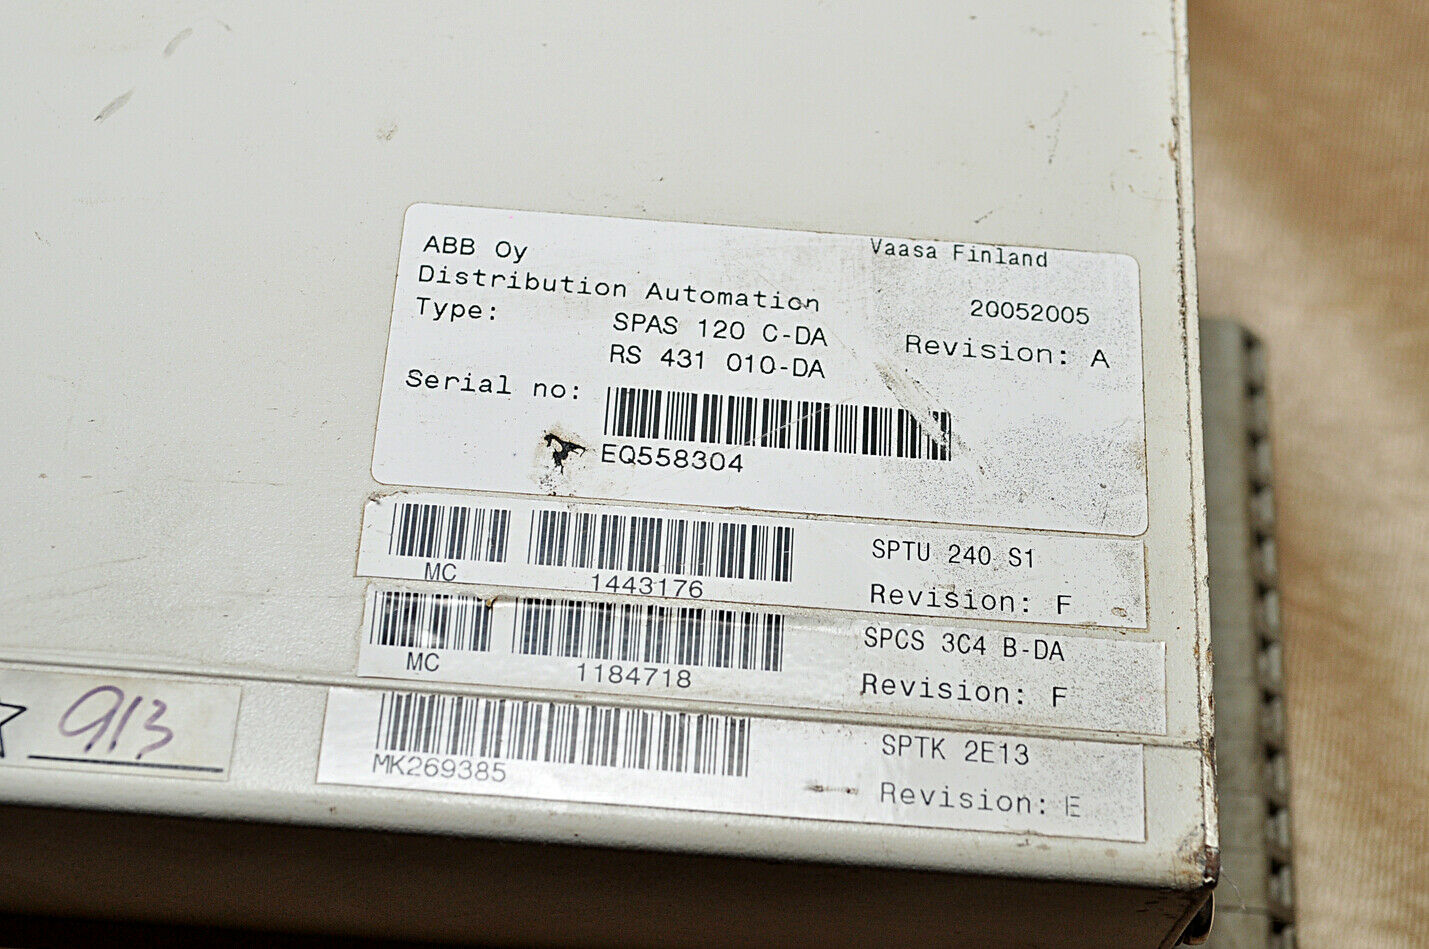 ABB Oy Vaasa Finland
Distribution Automation 20052005
Type: SPAS 120 C-DA Revision: A
RS 431 010-DA
Serial no:
EQ558304
MC 1443176 SPTU 240 S1
Revision: F
MC 1184718 SPCS 3C4 B-DA
Revision: F
MK269385 SPTK 2E13
Revision: E
913